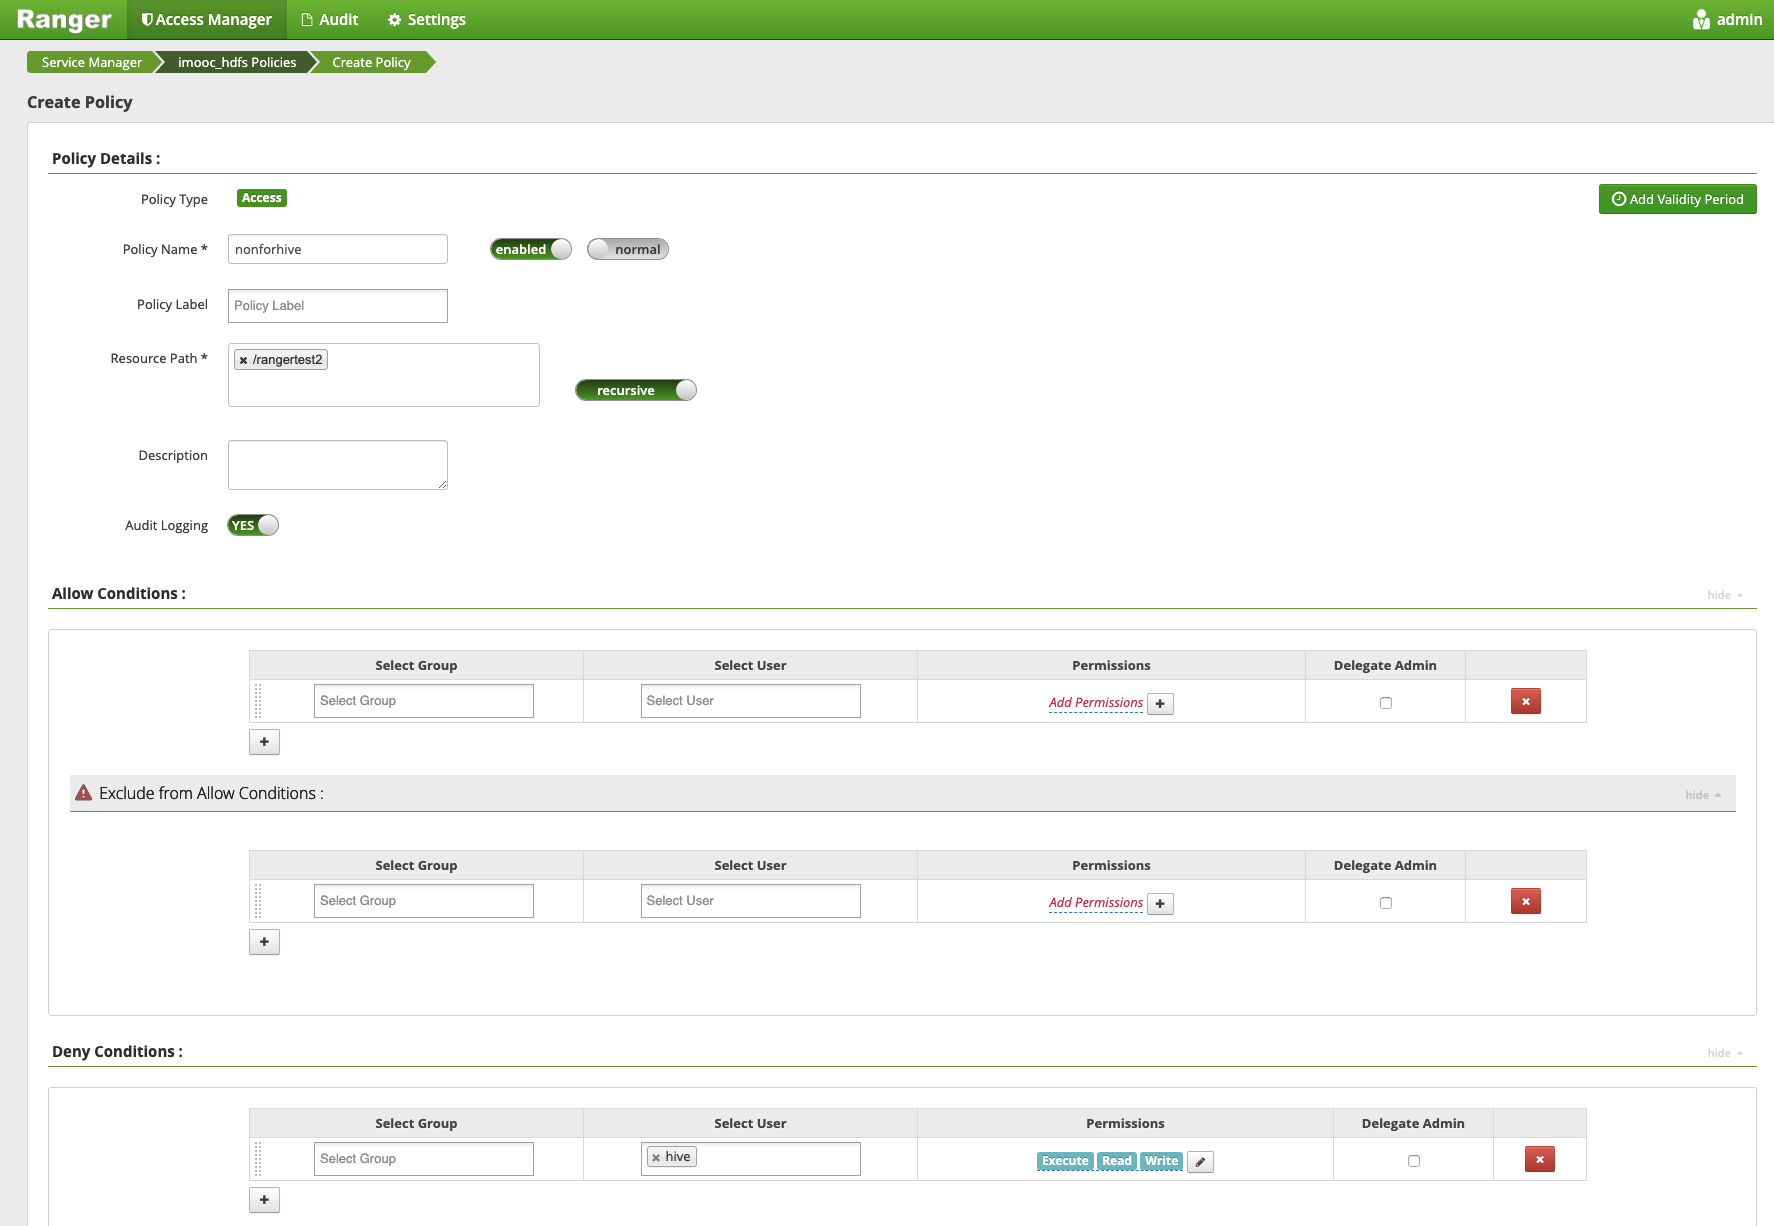 Ranger Access Manager Audit Settings admin
Service Manager imooc_hdfs Policies Create Policy
Create Policy
Policy Details :
Policy Type Access Add Validity Period
Policy Name * nonforhive enabled normal
Policy Label Policy Label
Resource Path * /rangertest2
recursive
Description
Audit Logging YES
Allow Conditions : hide
Select Group Select User Permissions Delegate Admin
Select Group Select User Add Permissions
Exclude from Allow Conditions : hide
Select Group Select User Permissions Delegate Admin
Select Group Select User Add Permissions
Deny Conditions : hide
Select Group Select User Permissions Delegate Admin
Select Group hive Execute Read Write